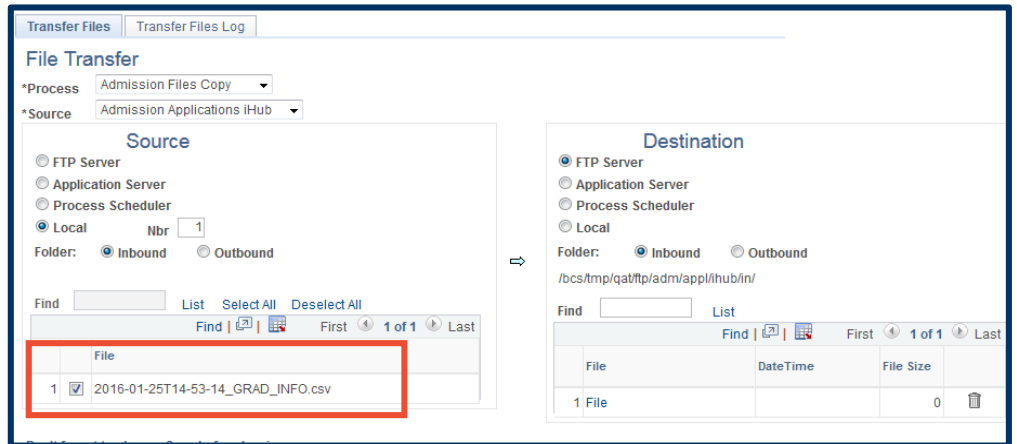 Transfer Files Transfer Files Log
File Transfer
*Process Admission Files Copy
*Source Admission Applications iHub
Source
FTP Server
Application Server
Process Scheduler
Local Nbr 1
Folder: Inbound Outbound
Find List Select All Deselect All
Find | | First 1 of 1 Last
File
1 2016-01-25T14-53-14_GRAD_INFO.csv
Destination
FTP Server
Application Server
Process Scheduler
Local
Folder: Inbound Outbound
/bcs/tmp/qat/ftp/adm/appl/ihub/in/
Find List
Find | | First 1 of 1 Last
File DateTime File Size
1 File 0